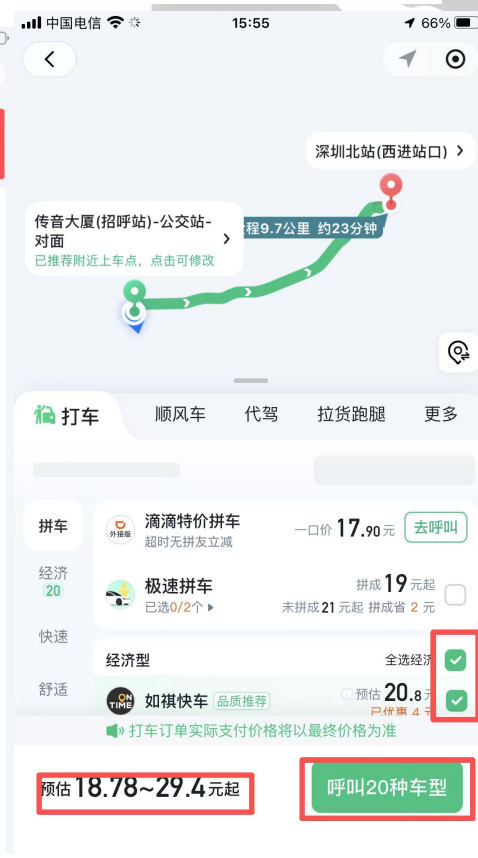 中国电信
15:55
66%
深圳北站(西进站口)
传音大厦(招呼站)-公交站-
对面
已推荐附近上车点，点击可修改
程9.7公里 约23分钟
打车
顺风车
代驾
拉货跑腿
更多
拼车
经济
20
快速
舒适
外接版
滴滴特价拼车
超时无拼友立减
一口价 17.90元
去呼叫
极速拼车
已选0/2个
拼成19元起
未拼成21元起 拼成省 2 元
经济型
全选经济
ON
TIME
如祺快车
品质推荐
预估 20.8元
已优惠 4 元
打车订单实际支付价格将以最终价格为准
预估18.78~29.4元起
呼叫20种车型